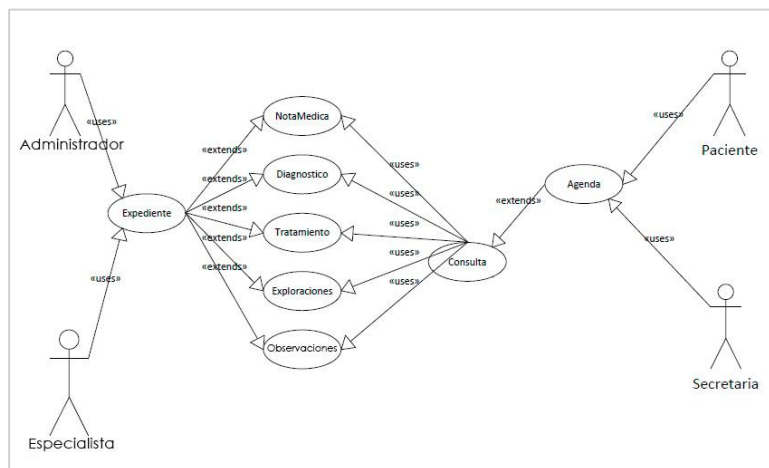 «uses»
Administrador
NotaMedica
«uses»
Paciente
«extends»
«uses»
Diagnostico
«extends»
«uses»
Agenda
«extends»
Expediente
«extends»
Tratamiento
«uses»
«extends»
«uses»
«extends»
«uses»
Consulta
«uses»
Exploraciones
«uses»
Observaciones
Secretaria
Especialista